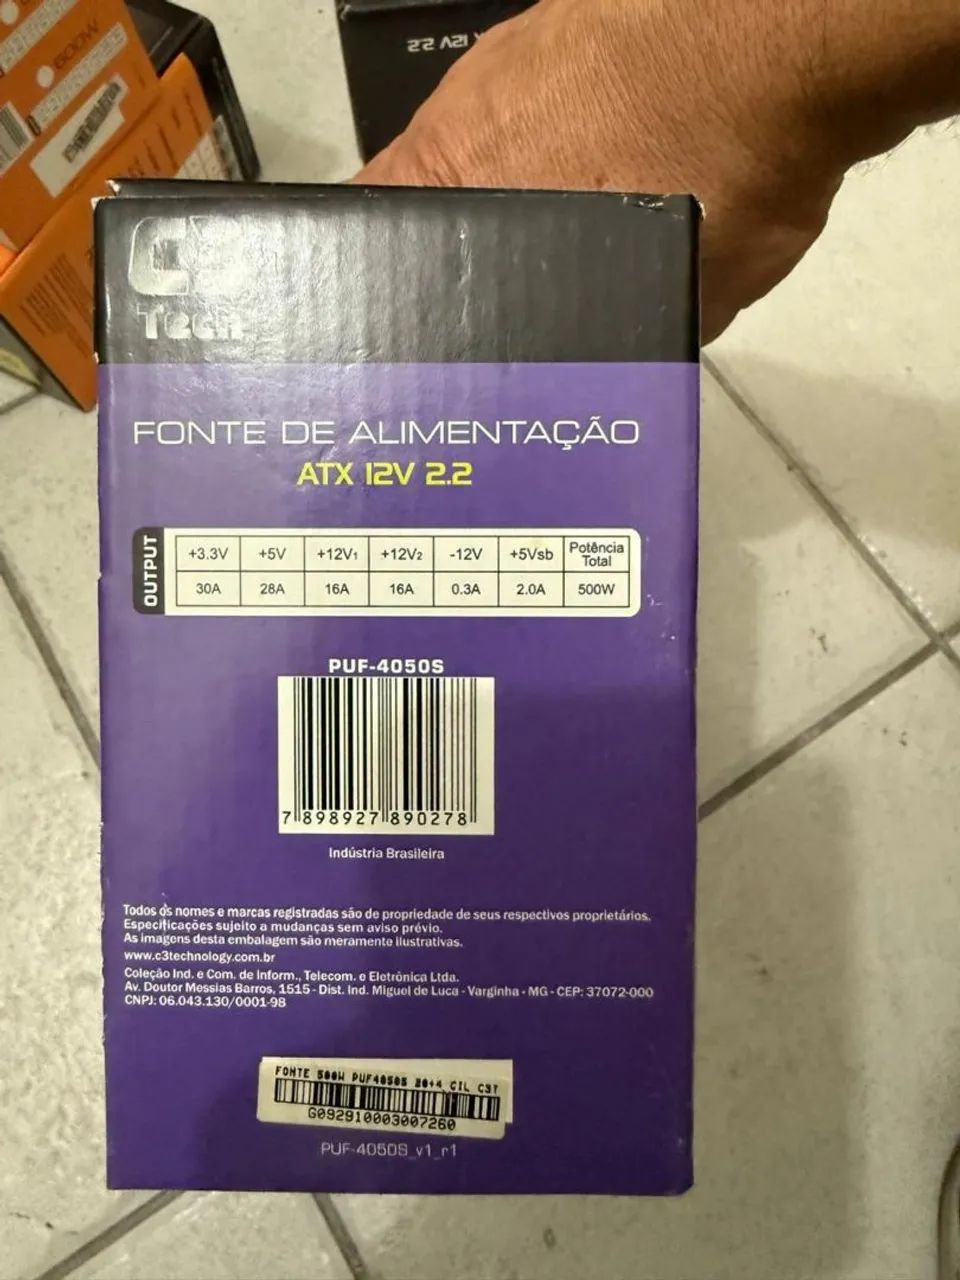 600W
X 12V 2.2
C3
Tech
FONTE DE ALIMENTAÇÃO
ATX 12V 2.2
OUTPUT
+3.3V +5V +12V1 +12V2 -12V +5Vsb Potência Total
30A 28A 16A 16A 0.3A 2.0A 500W
PUF-4050S
7 898927 890278
Indústria Brasileira
Todos os nomes e marcas registradas são de propriedade de seus respectivos proprietários.
Especificações sujeito a mudanças sem aviso prévio.
As imagens desta embalagem são meramente ilustrativas.
www.c3technology.com.br
Coleção Ind. e Com. de Inform., Telecom. e Eletrônica Ltda.
Av. Doutor Messias Barros, 1515 - Dist. Ind. Miguel de Luca - Varginha - MG - CEP: 37072-000
CNPJ: 06.043.130/0001-98
FONTE 500W PUF4050S 20+4 CIL C3T
G092910003007260
PUF-4050S_v1_r1